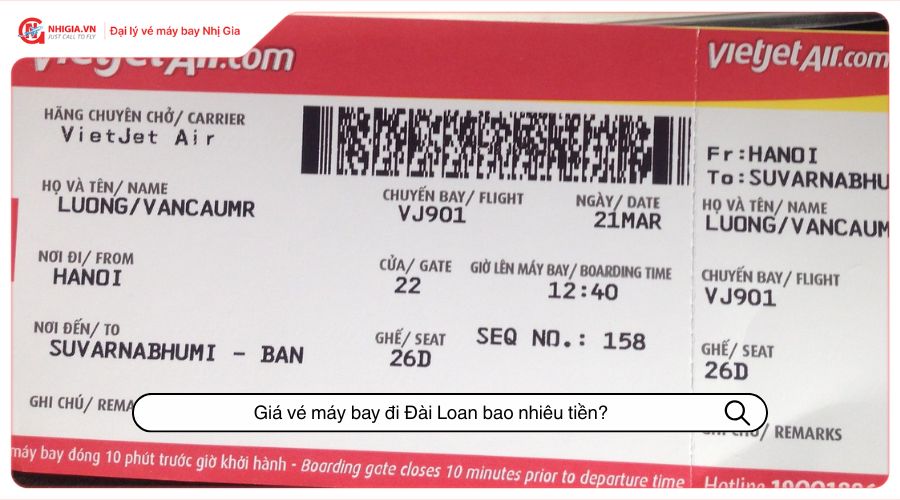 NHIGIA.VN
JUST CALL TO FLY
Đại lý vé máy bay Nhị Gia
VietjetAir.com
VietjetAir.com
HÃNG CHUYÊN CHỞ/ CARRIER
VietJet Air
Fr:HANOI
To:SUVARNABHU
HỌ VÀ TÊN/ NAME
LUONG/VANCAUMR
CHUYẾN BAY/ FLIGHT
VJ901
NGÀY/ DATE
21MAR
HỌ VÀ TÊN/ NAME
LUONG/VANCAUM
NƠI ĐI/ FROM
HANOI
CỬA/ GATE
22
GIỜ LÊN MÁY BAY/ BOARDING TIME
12:40
CHUYẾN BAY/ FLIGHT
VJ901
NƠI ĐẾN/ TO
SUVARNABHUMI - BAN
GHẾ/ SEAT
26D
SEQ NO.: 158
GHẾ/ SEAT
26D
GHI CHÚ/ REMA
Giá vé máy bay đi Đài Loan bao nhiêu tiền?
GHI CHÚ/ REMARKS
máy bay đóng 10 phút trước giờ khởi hành - Boarding gate closes 10 minutes prior to departure time
Hotline